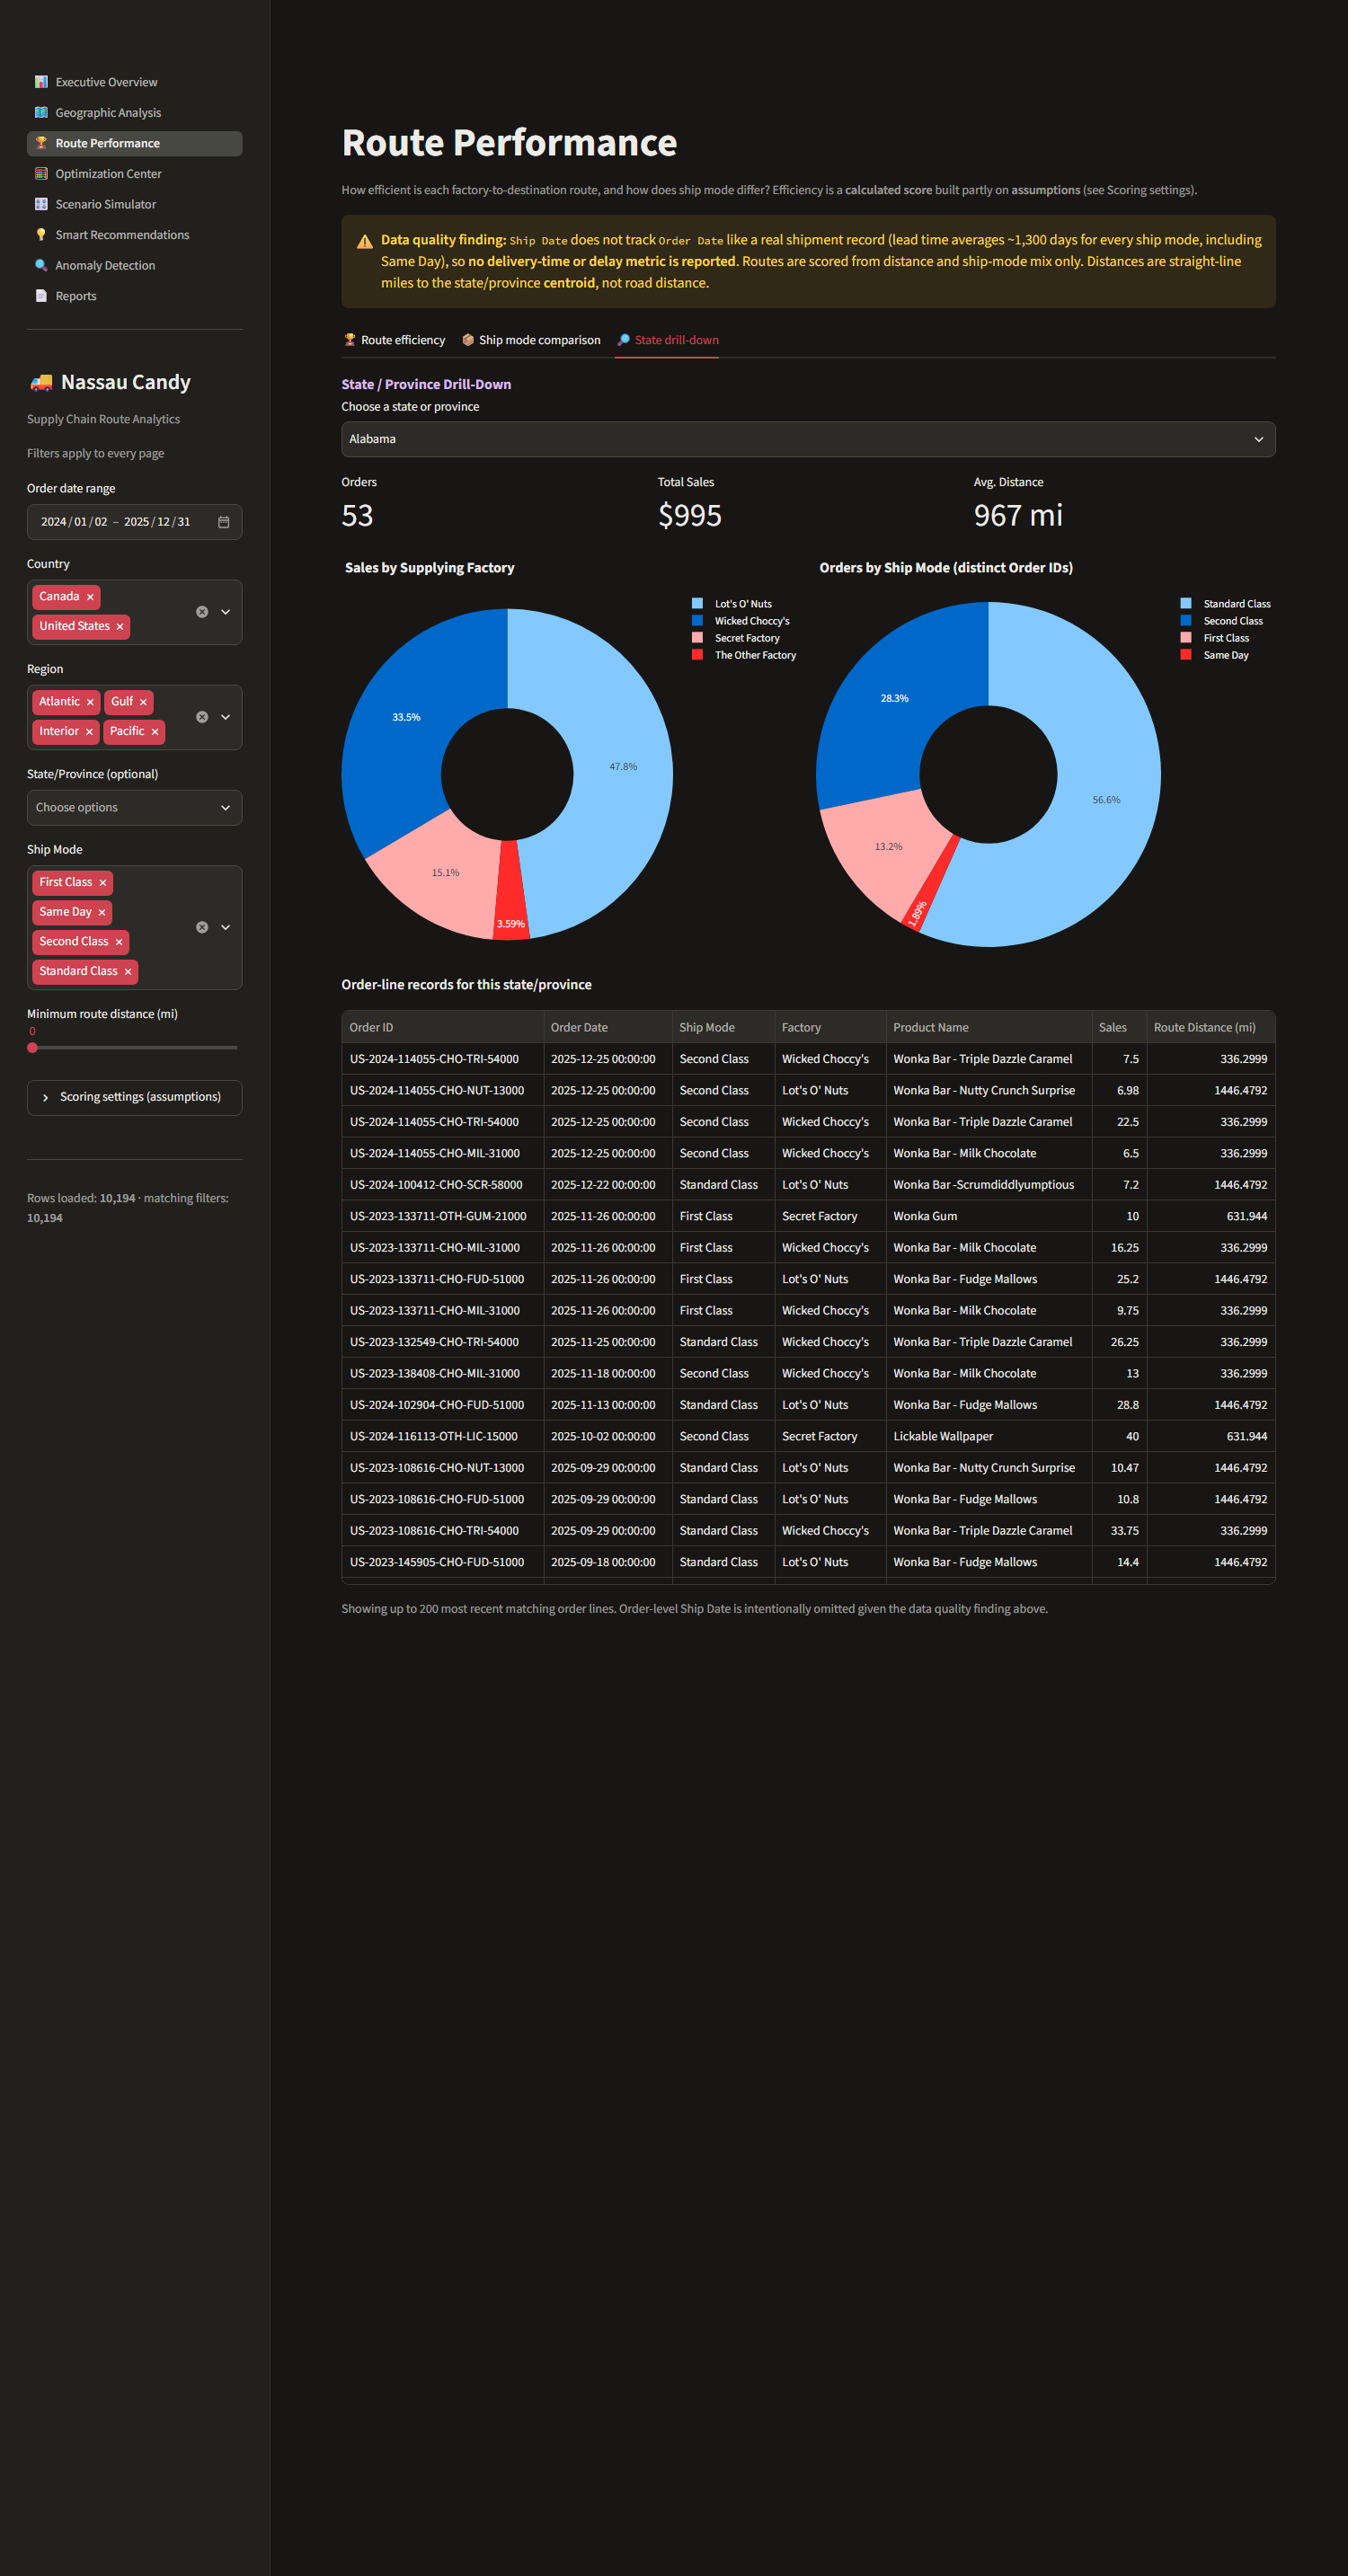 Executive Overview
Geographic Analysis
Route Performance
Optimization Center
Scenario Simulator
Smart Recommendations
Anomaly Detection
Reports
Nassau Candy
Supply Chain Route Analytics
Filters apply to every page
Order date range
2024 / 01 / 02 – 2025 / 12 / 31
Country
Canada
United States
Region
Atlantic Gulf
Interior Pacific
State/Province (optional)
Choose options
Ship Mode
First Class
Same Day
Second Class
Standard Class
Minimum route distance (mi)
0
Scoring settings (assumptions)
Rows loaded: 10,194 · matching filters:
10,194
Route Performance
How efficient is each factory-to-destination route, and how does ship mode differ? Efficiency is a calculated score built partly on assumptions (see Scoring settings).
Data quality finding: Ship Date does not track Order Date like a real shipment record (lead time averages ~1,300 days for every ship mode, including
Same Day), so no delivery-time or delay metric is reported. Routes are scored from distance and ship-mode mix only. Distances are straight-line
miles to the state/province centroid, not road distance.
Route efficiency Ship mode comparison State drill-down
State / Province Drill-Down
Choose a state or province
Alabama
Orders Total Sales Avg. Distance
53 $995 967 mi
Sales by Supplying Factory
Lot's O' Nuts
Wicked Choccy's
Secret Factory
The Other Factory
33.5%
47.8%
15.1%
3.59%
Orders by Ship Mode (distinct Order IDs)
Standard Class
Second Class
First Class
Same Day
28.3%
56.6%
13.2%
1.89%
Order-line records for this state/province
Order ID Order Date Ship Mode Factory Product Name Sales Route Distance (mi)
US-2024-114055-CHO-TRI-54000 2025-12-25 00:00:00 Second Class Wicked Choccy's Wonka Bar - Triple Dazzle Caramel 7.5 336.2999
US-2024-114055-CHO-NUT-13000 2025-12-25 00:00:00 Second Class Lot's O' Nuts Wonka Bar - Nutty Crunch Surprise 6.98 1446.4792
US-2024-114055-CHO-TRI-54000 2025-12-25 00:00:00 Second Class Wicked Choccy's Wonka Bar - Triple Dazzle Caramel 22.5 336.2999
US-2024-114055-CHO-MIL-31000 2025-12-25 00:00:00 Second Class Wicked Choccy's Wonka Bar - Milk Chocolate 6.5 336.2999
US-2024-100412-CHO-SCR-58000 2025-12-22 00:00:00 Standard Class Lot's O' Nuts Wonka Bar -Scrumdiddlyumptious 7.2 1446.4792
US-2023-133711-OTH-GUM-21000 2025-11-26 00:00:00 First Class Secret Factory Wonka Gum 10 631.944
US-2023-133711-CHO-MIL-31000 2025-11-26 00:00:00 First Class Wicked Choccy's Wonka Bar - Milk Chocolate 16.25 336.2999
US-2023-133711-CHO-FUD-51000 2025-11-26 00:00:00 First Class Lot's O' Nuts Wonka Bar - Fudge Mallows 25.2 1446.4792
US-2023-133711-CHO-MIL-31000 2025-11-26 00:00:00 First Class Wicked Choccy's Wonka Bar - Milk Chocolate 9.75 336.2999
US-2023-132549-CHO-TRI-54000 2025-11-25 00:00:00 Standard Class Wicked Choccy's Wonka Bar - Triple Dazzle Caramel 26.25 336.2999
US-2023-138408-CHO-MIL-31000 2025-11-18 00:00:00 Second Class Wicked Choccy's Wonka Bar - Milk Chocolate 13 336.2999
US-2024-102904-CHO-FUD-51000 2025-11-13 00:00:00 Standard Class Lot's O' Nuts Wonka Bar - Fudge Mallows 28.8 1446.4792
US-2024-116113-OTH-LIC-15000 2025-10-02 00:00:00 Second Class Secret Factory Lickable Wallpaper 40 631.944
US-2023-108616-CHO-NUT-13000 2025-09-29 00:00:00 Standard Class Lot's O' Nuts Wonka Bar - Nutty Crunch Surprise 10.47 1446.4792
US-2023-108616-CHO-FUD-51000 2025-09-29 00:00:00 Standard Class Lot's O' Nuts Wonka Bar - Fudge Mallows 10.8 1446.4792
US-2023-108616-CHO-TRI-54000 2025-09-29 00:00:00 Standard Class Wicked Choccy's Wonka Bar - Triple Dazzle Caramel 33.75 336.2999
US-2023-145905-CHO-FUD-51000 2025-09-18 00:00:00 Standard Class Lot's O' Nuts Wonka Bar - Fudge Mallows 14.4 1446.4792
Showing up to 200 most recent matching order lines. Order-level Ship Date is intentionally omitted given the data quality finding above.